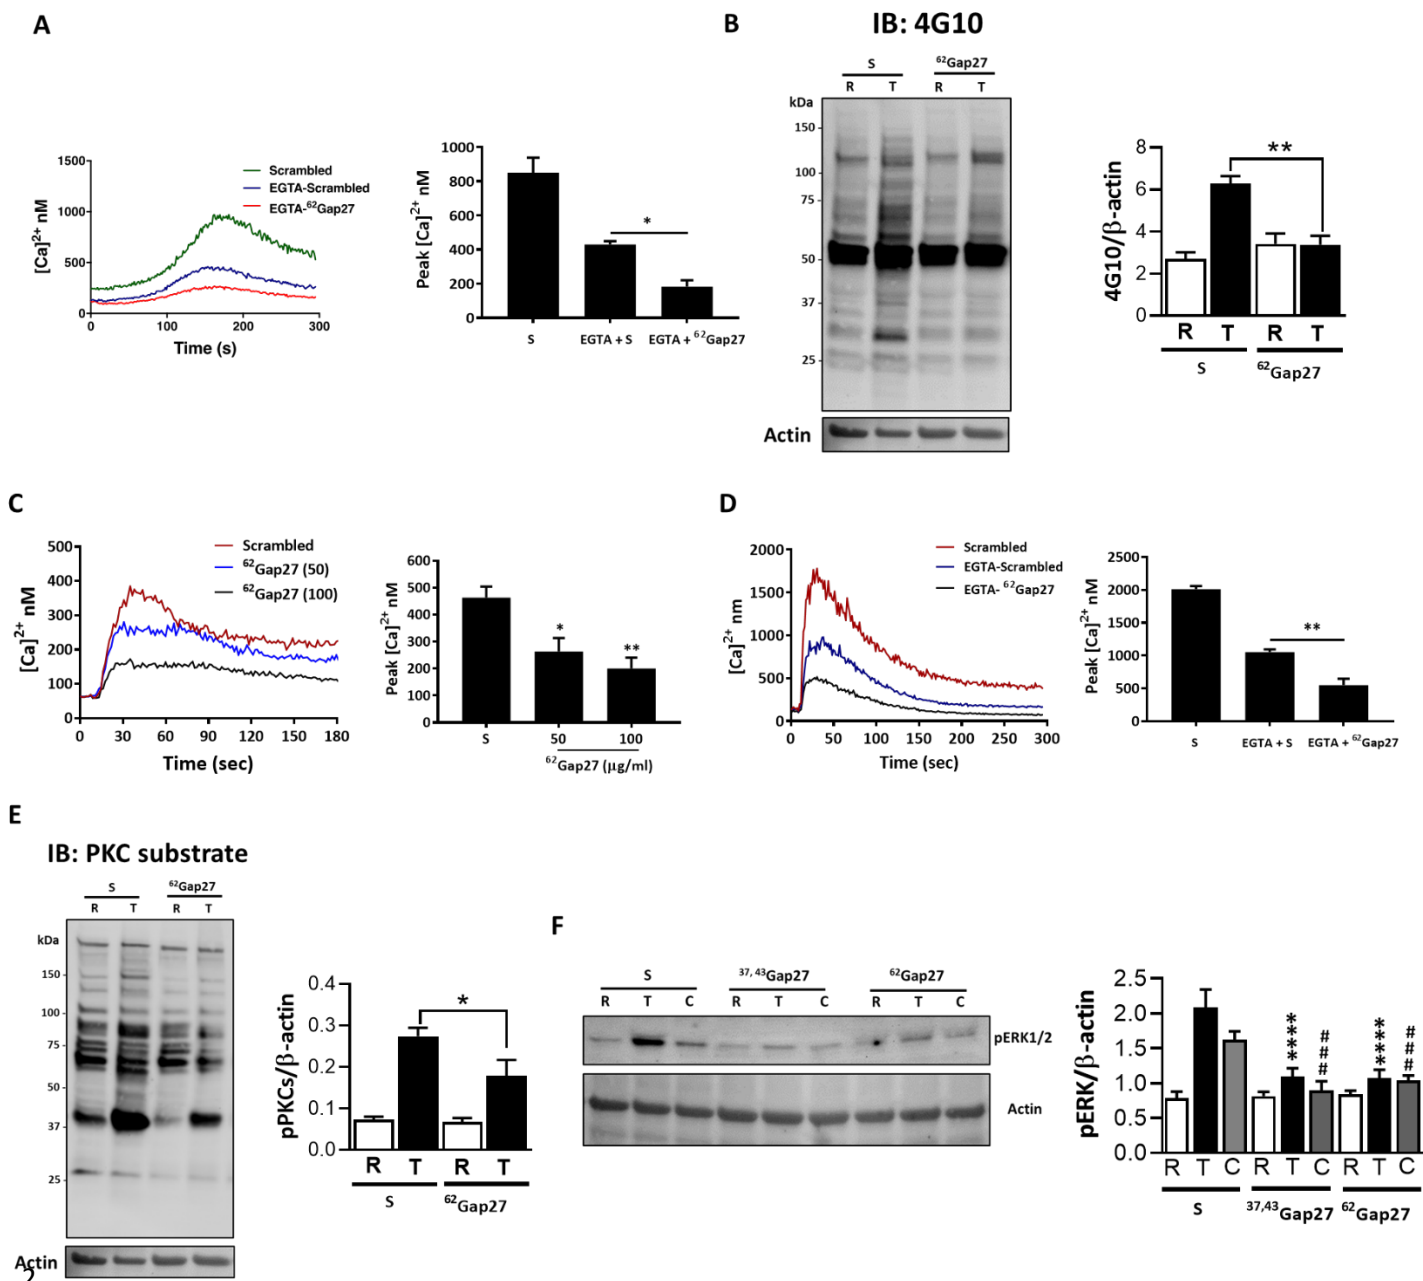 A
1500
1000
500
0
[Ca]²⁺ nM
0 100 200 300
Time (s)
Scrambled
EGTA-Scrambled
EGTA-⁶²Gap27
1000
800
600
400
200
0
Peak [Ca]²⁺ nM
*
S EGTA + S EGTA + ⁶²Gap27
B
IB: 4G10
S ⁶²Gap27
R T R T
kDa
150
100
75
50
37
25
Actin
8
6
4
2
0
4G10/β-actin
**
R T R T
S ⁶²Gap27
C
500
400
300
200
100
0
[Ca]²⁺ nM
0 30 60 90 120 150 180
Time (sec)
Scrambled
⁶²Gap27 (50)
⁶²Gap27 (100)
600
500
400
300
200
100
0
Peak [Ca]²⁺ nM
* **
S 50 100
⁶²Gap27 (μg/ml)
D
2000
1500
1000
500
0
[Ca]²⁺ nm
0 50 100 150 200 250 300
Time (sec)
Scrambled
EGTA-Scrambled
EGTA- ⁶²Gap27
2500
2000
1500
1000
500
0
Peak [Ca]²⁺ nM
**
S EGTA + S EGTA + ⁶²Gap27
E
IB: PKC substrate
S ⁶²Gap27
R T R T
kDa
150
100
75
50
37
25
Actin
0.4
0.3
0.2
0.1
0.0
pPKCs/β-actin
*
R T R T
S ⁶²Gap27
F
S ³⁷,⁴³Gap27 ⁶²Gap27
R T C R T C R T C
pERK1/2
Actin
2.5
2.0
1.5
1.0
0.5
0.0
pERK/β-actin
**** ### **** ###
R T C R T C R T C
S ³⁷,⁴³Gap27 ⁶²Gap27